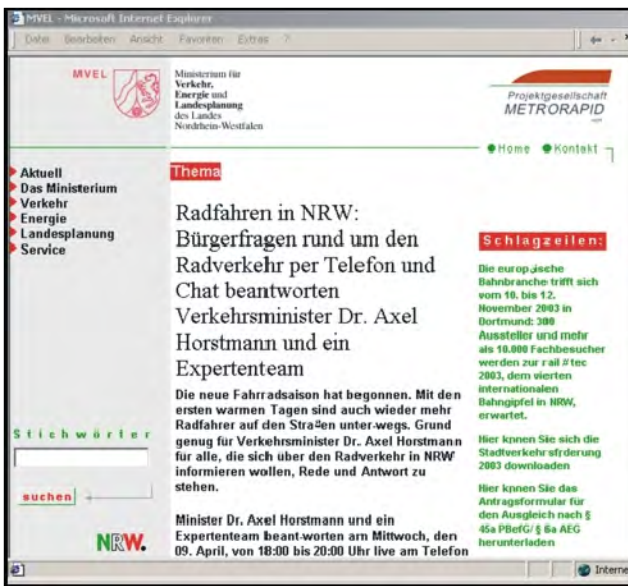 MVEL - Microsoft Internet Explorer
Datei Bearbeiten Ansicht Favoriten Extras ?
MVEL
Ministerium für
Verkehr,
Energie und
Landesplanung
des Landes
Nordrhein-Westfalen
Projektgesellschaft
METRORAPID
Home Kontakt
Aktuell
Das Ministerium
Verkehr
Energie
Landesplanung
Service
Stichwörter
suchen
NRW.
Thema
Radfahren in NRW:
Bürgerfragen rund um den
Radverkehr per Telefon und
Chat beantworten
Verkehrsminister Dr. Axel
Horstmann und ein
Expertenteam
Die neue Fahrradsaison hat begonnen. Mit den
ersten warmen Tagen sind auch wieder mehr
Radfahrer auf den Straßen unter-wegs. Grund
genug für Verkehrsminister Dr. Axel Horstmann
für alle, die sich über den Radverkehr in NRW
informieren wollen, Rede und Antwort zu
stehen.
Minister Dr. Axel Horstmann und ein
Expertenteam beant-worten am Mittwoch, den
09. April, von 18:00 bis 20:00 Uhr live am Telefon
Schlagzeilen:
Die europ,ische
Bahnbranche trifft sich
vom 10. bis 12.
November 2003 in
Dortmund: 300
Aussteller und mehr
als 10.000 Fachbesucher
werden zur rail # tec
2003, dem vierten
internationalen
Bahngipfel in NRW,
erwartet.
Hier knnen Sie sich die
Stadtverkehrsfrderung
2003 downloaden
Hier knnen Sie das
Antragsformular für
den Ausgleich nach §
45a PBefG/ § 6a AEG
herunterladen
Interne